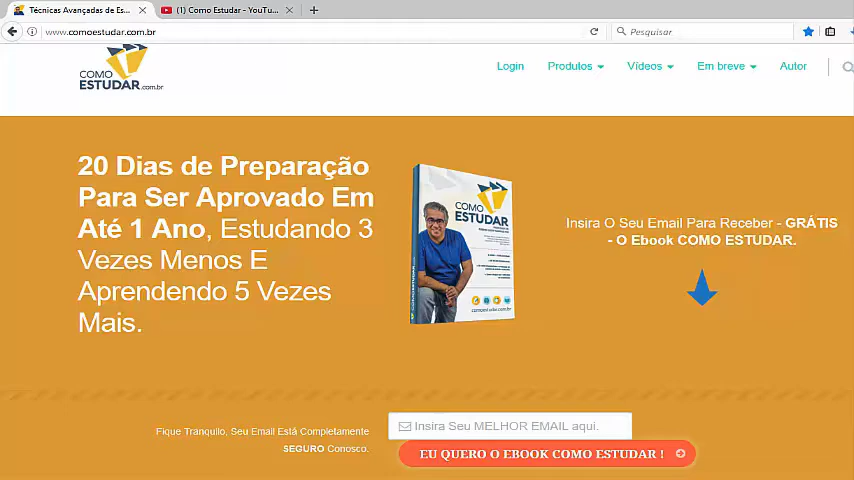 Técnicas Avançadas de Es...
(1) Como Estudar - YouTu...
www.comoestudar.com.br
Pesquisar
COMO
ESTUDAR.com.br
Login
Produtos
Vídeos
Em breve
Autor
20 Dias de Preparação
Para Ser Aprovado Em
Até 1 Ano, Estudando 3
Vezes Menos E
Aprendendo 5 Vezes
Mais.
COMO
ESTUDAR
comoestudar.com.br
Insira O Seu Email Para Receber - GRÁTIS
- O Ebook COMO ESTUDAR.
Fique Tranquilo, Seu Email Está Completamente
SEGURO Conosco.
Insira Seu MELHOR EMAIL aqui.
EU QUERO O EBOOK COMO ESTUDAR !